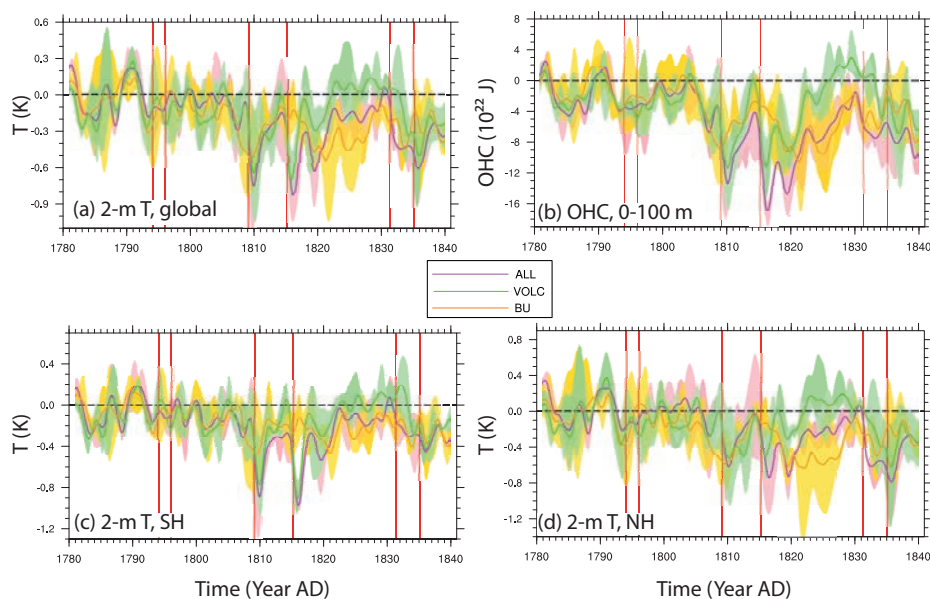 0.6
0.3
0.0
-0.3
-0.6
-0.9
T (K)
(a) 2-m T, global
1780 1790 1800 1810 1820 1830 1840
8
4
0
-4
-8
-12
-16
OHC (10²² J)
(b) OHC, 0-100 m
1780 1790 1800 1810 1820 1830 1840
ALL
VOLC
BU
0.4
0.0
-0.4
-0.8
-1.2
T (K)
(c) 2-m T, SH
1780 1790 1800 1810 1820 1830 1840
Time (Year AD)
0.8
0.4
0.0
-0.4
-0.8
-1.2
T (K)
(d) 2-m T, NH
1780 1790 1800 1810 1820 1830 1840
Time (Year AD)